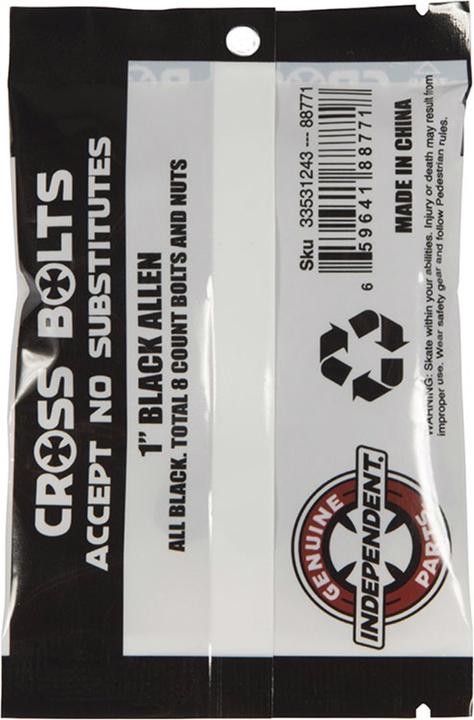 CROSS BOLTS
ACCEPT NO SUBSTITUTES
1" BLACK ALLEN
ALL BLACK. TOTAL 8 COUNT BOLTS AND NUTS
Sku 33531243 --- 88771
6 59641 88771
MADE IN CHINA
WARNING: Skate within your abilities. Injury or death may result from
improper use. Wear safety gear and follow Pedestrian rules.
GENUINE
INDEPENDENT.
PARTS